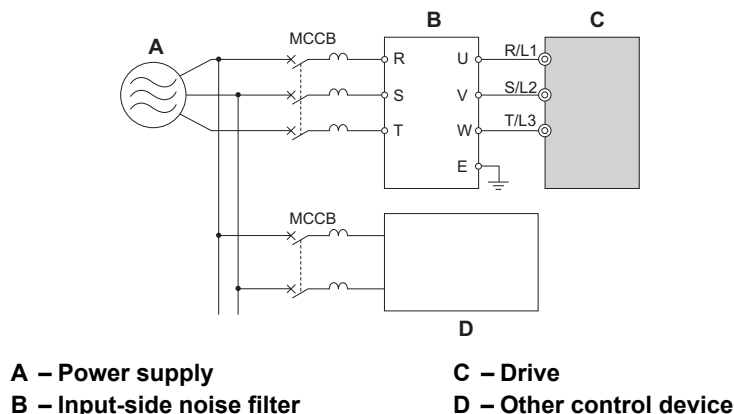 B
C
A
MCCB
R
U
R/L1
S
V
S/L2
T
W
T/L3
E
MCCB
D
A – Power supply
C – Drive
B – Input-side noise filter
D – Other control device